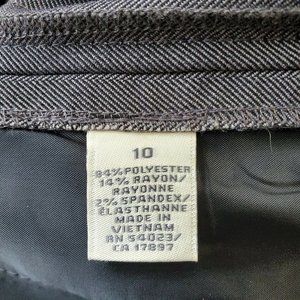 10
84% POLYESTER
14% RAYON/
RAYONNE
2% SPANDEX/
ELASTHANNE
MADE IN
VIETNAM
RN 54023/
CA 17897